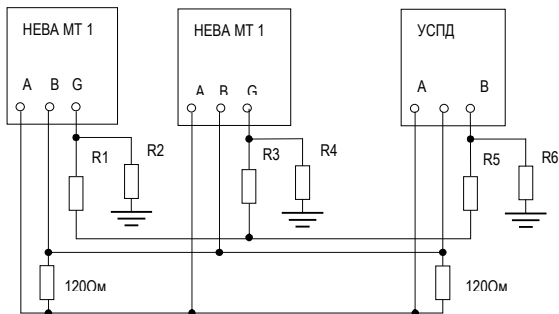 НЕВА МТ 1
НЕВА МТ 1
УСПД
A B G
A B G
A B
R1
R2
R3
R4
R5
R6
120Ом
120Ом